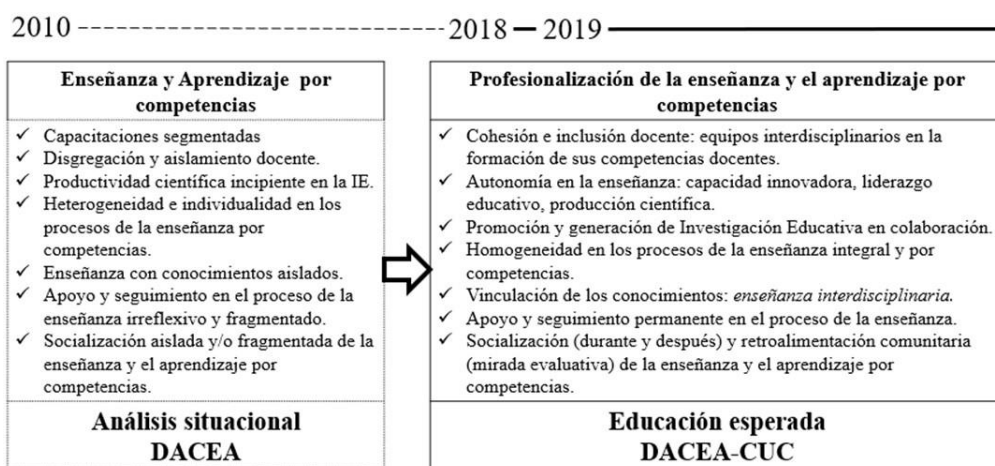 2010 2018 2019
Enseñanza y Aprendizaje por
competencias
✓ Capacitaciones segmentadas
✓ Disgregación y aislamiento docente.
✓ Productividad científica incipiente en la IE.
✓ Heterogeneidad e individualidad en los
procesos de la enseñanza por
competencias.
✓ Enseñanza con conocimientos aislados.
✓ Apoyo y seguimiento en el proceso de la
enseñanza irreflexivo y fragmentado.
✓ Socialización aislada y/o fragmentada de la
enseñanza y el aprendizaje por
competencias.
Análisis situacional
DACEA
Profesionalización de la enseñanza y el aprendizaje por
competencias
✓ Cohesión e inclusión docente: equipos interdisciplinarios en la
formación de sus competencias docentes.
✓ Autonomía en la enseñanza: capacidad innovadora, liderazgo
educativo, producción científica.
✓ Promoción y generación de Investigación Educativa en colaboración.
✓ Homogeneidad en los procesos de la enseñanza integral y por
competencias.
✓ Vinculación de los conocimientos: enseñanza interdisciplinaria.
✓ Apoyo y seguimiento permanente en el proceso de la enseñanza.
✓ Socialización (durante y después) y retroalimentación comunitaria
(mirada evaluativa) de la enseñanza y el aprendizaje por
competencias.
Educación esperada
DACEA-CUC